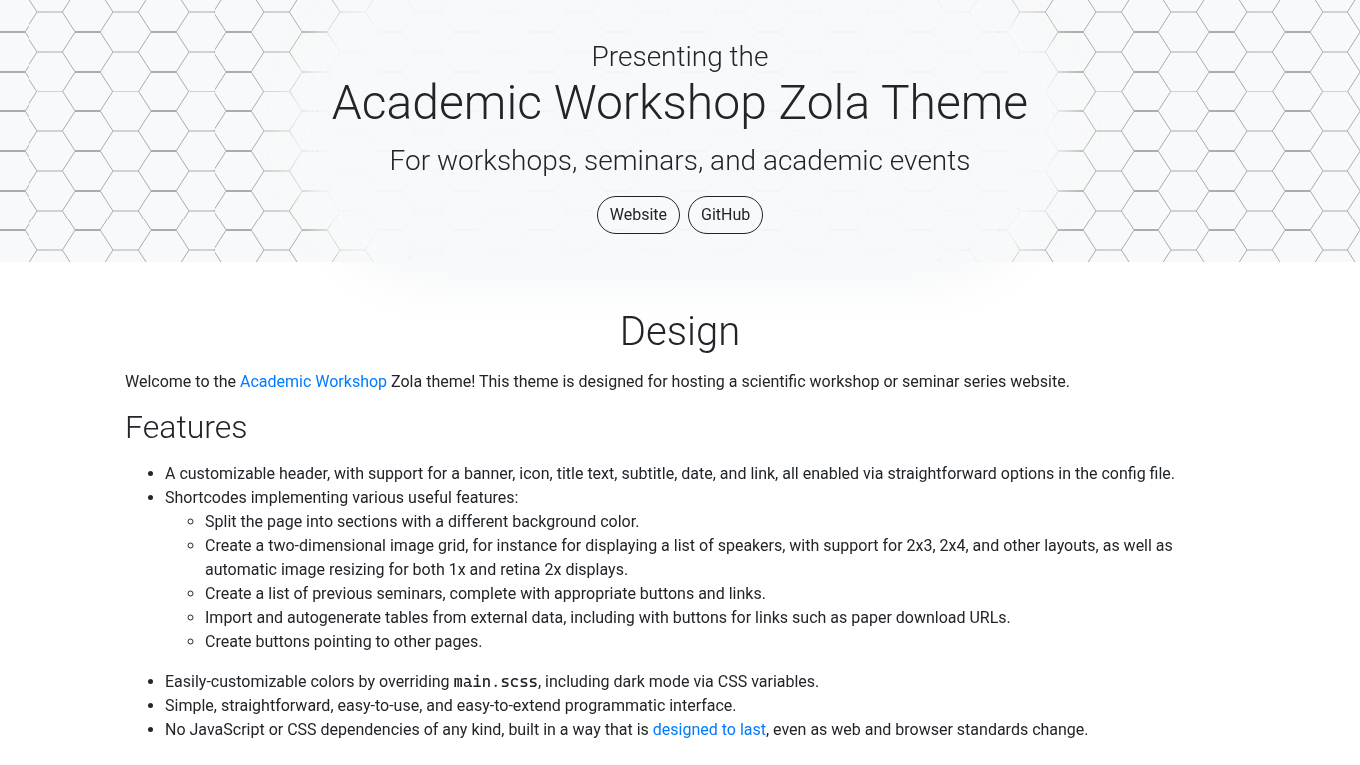 Presenting the
Academic Workshop Zola Theme
For workshops, seminars, and academic events
Website GitHub
Design
Welcome to the Academic Workshop Zola theme! This theme is designed for hosting a scientific workshop or seminar series website.
Features
• A customizable header, with support for a banner, icon, title text, subtitle, date, and link, all enabled via straightforward options in the config file.
• Shortcodes implementing various useful features:
◦ Split the page into sections with a different background color.
◦ Create a two-dimensional image grid, for instance for displaying a list of speakers, with support for 2x3, 2x4, and other layouts, as well as
automatic image resizing for both 1x and retina 2x displays.
◦ Create a list of previous seminars, complete with appropriate buttons and links.
◦ Import and autogenerate tables from external data, including with buttons for links such as paper download URLs.
◦ Create buttons pointing to other pages.
• Easily-customizable colors by overriding main.scss, including dark mode via CSS variables.
• Simple, straightforward, easy-to-use, and easy-to-extend programmatic interface.
• No JavaScript or CSS dependencies of any kind, built in a way that is designed to last, even as web and browser standards change.